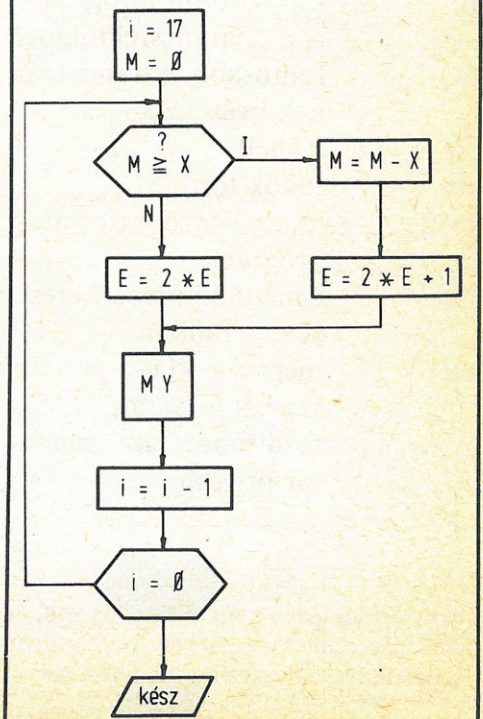 i = 17
M = Ø
?
M ≧ X
I
M = M - X
N
E = 2 * E
E = 2 * E + 1
M Y
i = i - 1
i = Ø
kész